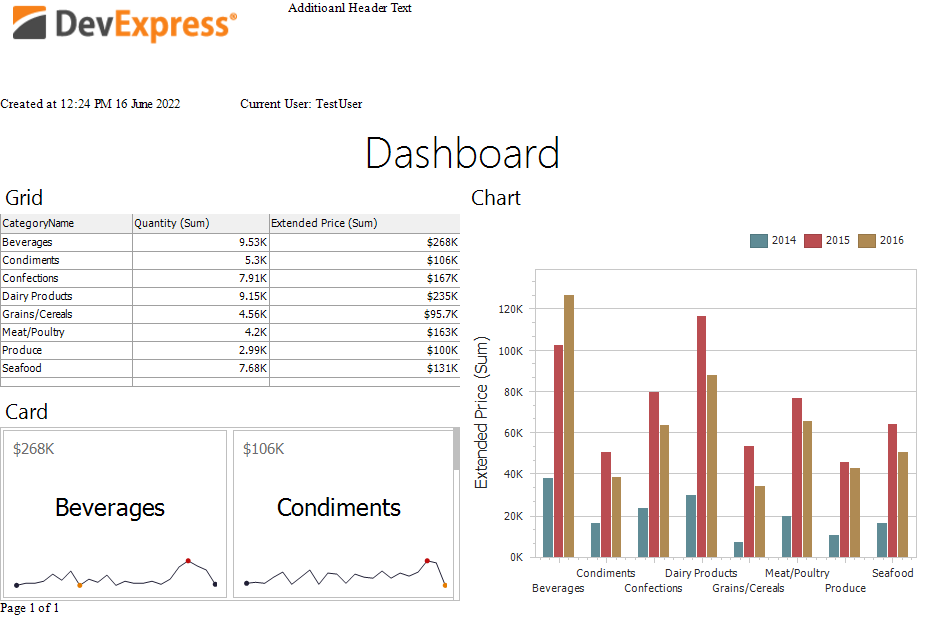 DevExpress®
Additioanl Header Text
Created at 12:24 PM 16 June 2022 Current User: TestUser
Dashboard
Grid
CategoryName Quantity (Sum) Extended Price (Sum)
Beverages 9.53K $268K
Condiments 5.3K $106K
Confections 7.91K $167K
Dairy Products 9.15K $235K
Grains/Cereals 4.56K $95.7K
Meat/Poultry 4.2K $163K
Produce 2.99K $100K
Seafood 7.68K $131K
Card
$268K
Beverages
$106K
Condiments
Chart
2014 2015 2016
Extended Price (Sum)
120K
100K
80K
60K
40K
20K
0K
Condiments Dairy Products Meat/Poultry Seafood
Beverages Confections Grains/Cereals Produce
Page 1 of 1